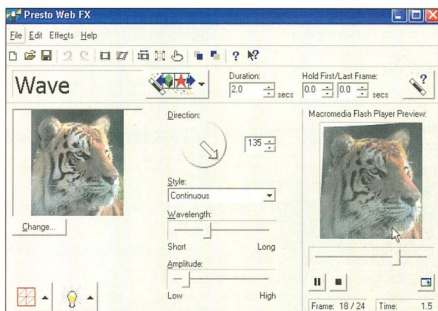 Presto Web FX
File Edit Effects Help
Wave
Duration:
2.0 secs
Hold First/Last Frame:
0.0 0.0 secs
Change...
Direction:
135
Style:
Continuous
Wavelength:
Short Long
Amplitude:
Low High
Macromedia Flash Player Preview:
Frame: 18 / 24 Time: 1.5